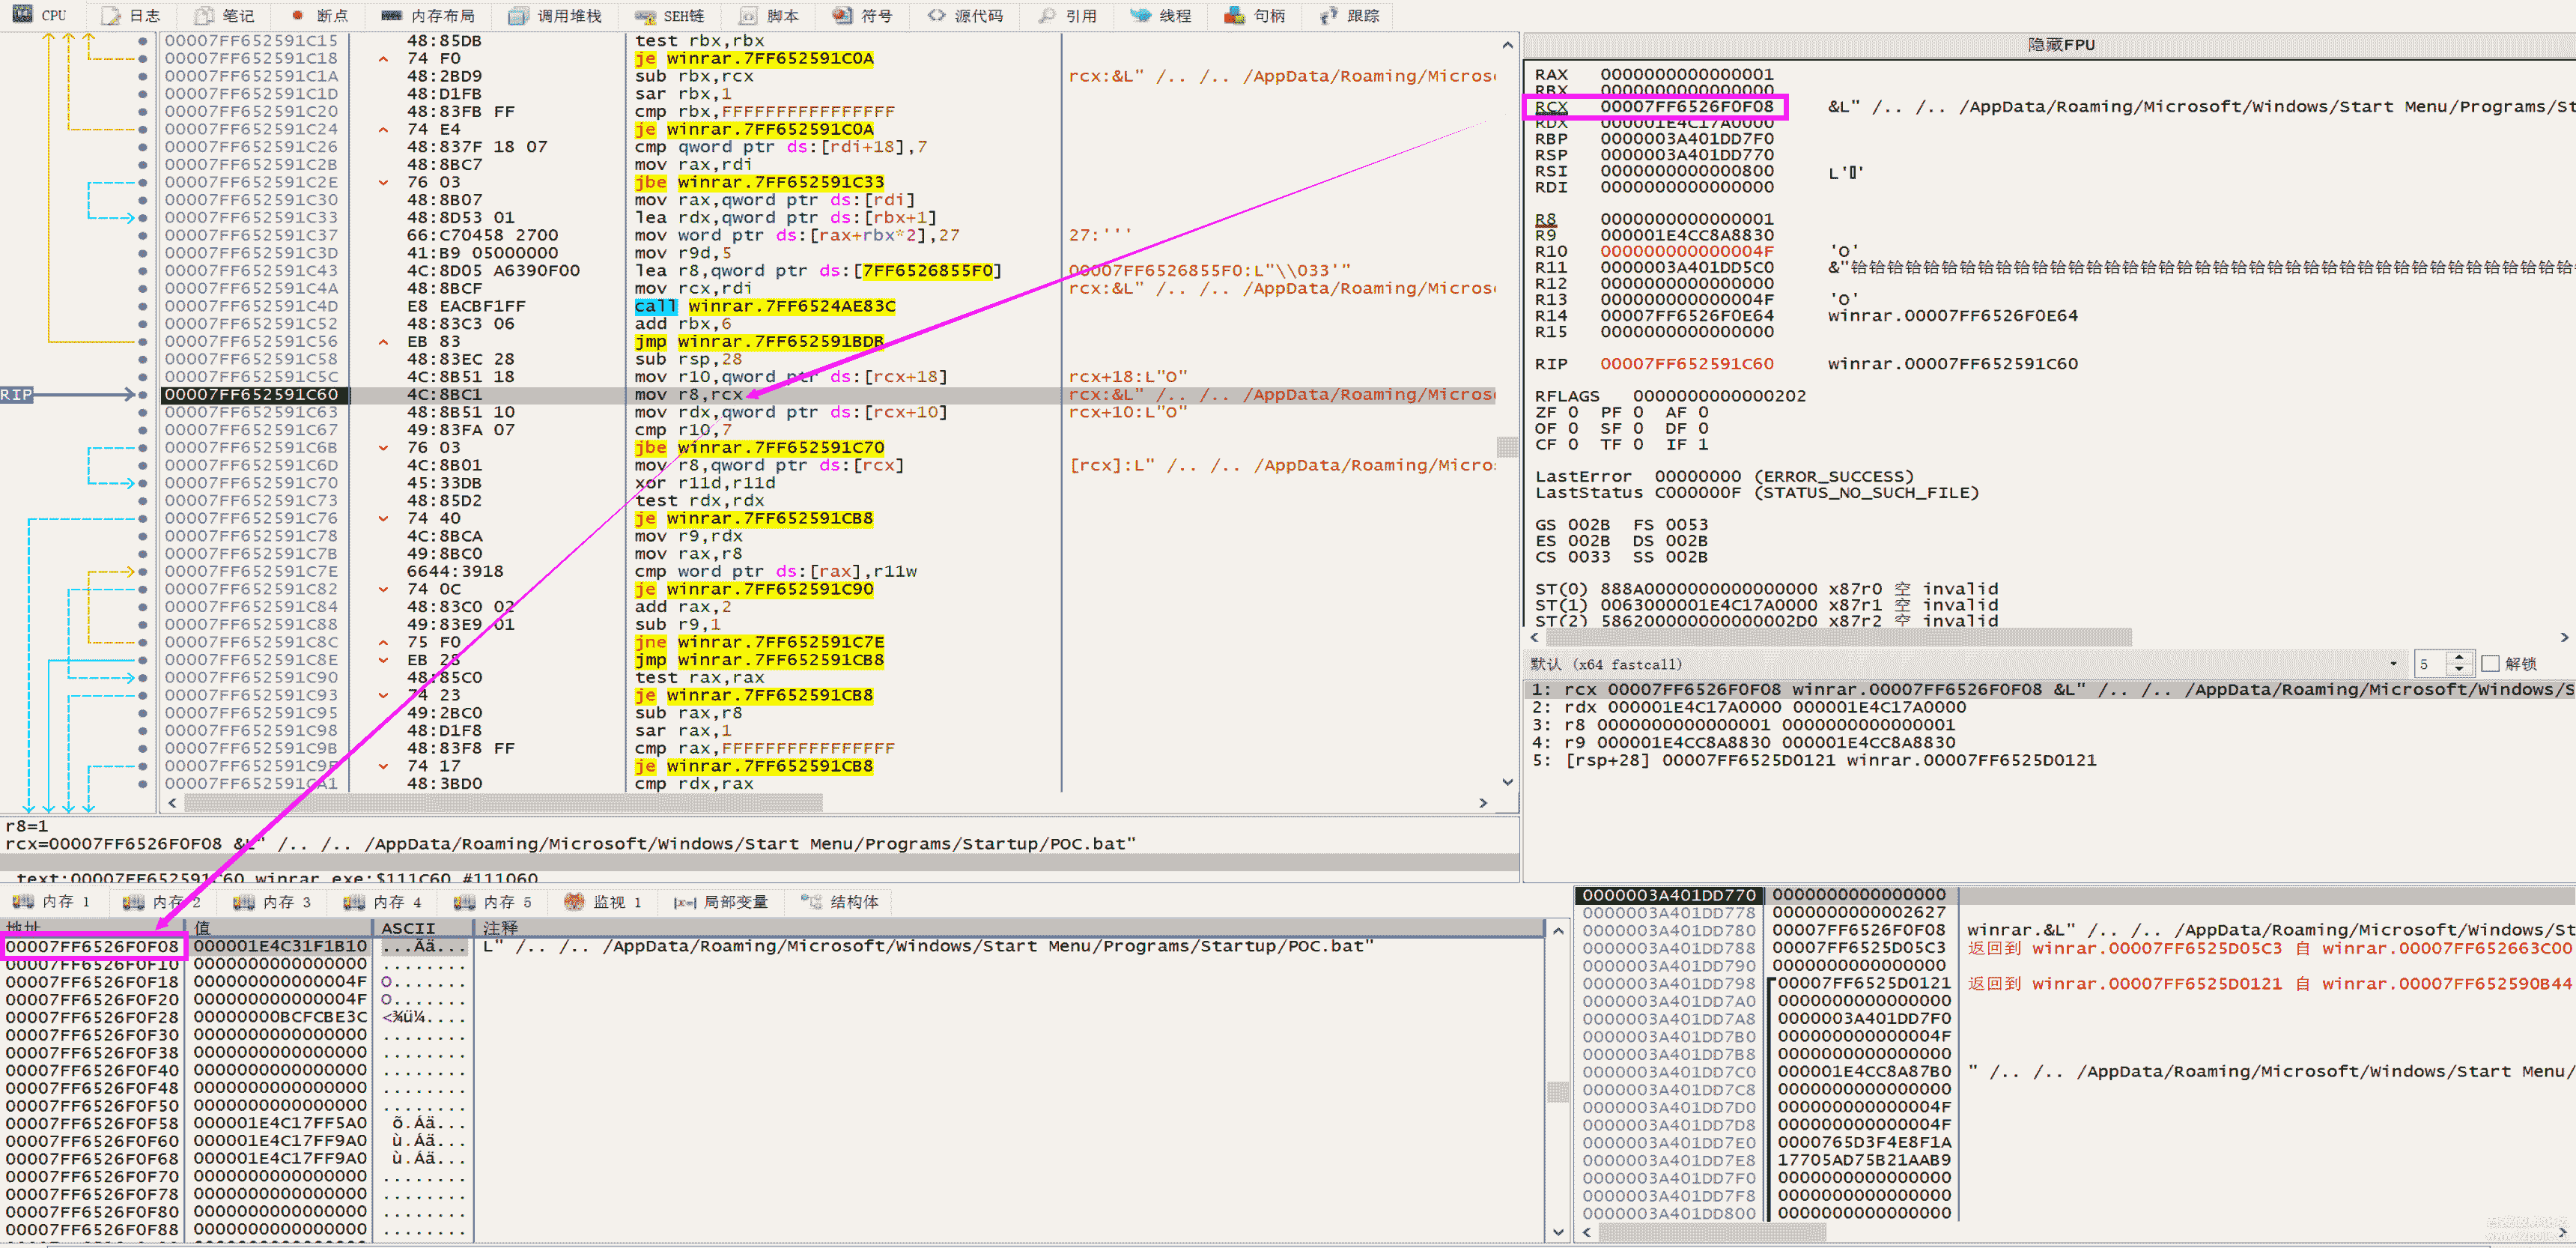 CPU 日志 笔记 断点 内存布局 调用堆栈 SEH链 脚本 符号 源代码 引用 线程 句柄 跟踪
00007FF652591C15 48:85DB test rbx,rbx
00007FF652591C18 74 F0 je winrar.7FF652591C0A
00007FF652591C1A 48:2BD9 sub rbx,rcx rcx:&L" /.. /.. /AppData/Roaming/Micros
00007FF652591C1D 48:D1FB sar rbx,1
00007FF652591C20 48:83FB FF cmp rbx,FFFFFFFFFFFFFFFF
00007FF652591C24 74 E4 je winrar.7FF652591C0A
00007FF652591C26 48:837F 18 07 cmp qword ptr ds:[rdi+18],7
00007FF652591C2B 48:8BC7 mov rax,rdi
00007FF652591C2E 76 03 jbe winrar.7FF652591C33
00007FF652591C30 48:8B07 mov rax,qword ptr ds:[rdi]
00007FF652591C33 48:8D53 01 lea rdx,qword ptr ds:[rbx+1]
00007FF652591C37 66:C70458 2700 mov word ptr ds:[rax+rbx*2],27 27:'''
00007FF652591C3D 41:B9 05000000 mov r9d,5
00007FF652591C43 4C:8D05 A6390F00 lea r8,qword ptr ds:[7FF6526855F0] 00007FF6526855F0:L"\\033'"
00007FF652591C4A 48:8BCF mov rcx,rdi rcx:&L" /.. /.. /AppData/Roaming/Micros
00007FF652591C4D E8 EACBF1FF call winrar.7FF6524AE83C
00007FF652591C52 48:83C3 06 add rbx,6
00007FF652591C56 EB 83 jmp winrar.7FF652591BDB
00007FF652591C58 48:83EC 28 sub rsp,28
00007FF652591C5C 4C:8B51 18 mov r10,qword ptr ds:[rcx+18] rcx+18:L"O"
RIP 00007FF652591C60 4C:8BC1 mov r8,rcx rcx:&L" /.. /.. /AppData/Roaming/Micros
00007FF652591C63 48:8B51 10 mov rdx,qword ptr ds:[rcx+10] rcx+10:L"O"
00007FF652591C67 49:83FA 07 cmp r10,7
00007FF652591C6B 76 03 jbe winrar.7FF652591C70
00007FF652591C6D 4C:8B01 mov r8,qword ptr ds:[rcx] [rcx]:L" /.. /.. /AppData/Roaming/Micro
00007FF652591C70 45:33DB xor r11d,r11d
00007FF652591C73 48:85D2 test rdx,rdx
00007FF652591C76 74 40 je winrar.7FF652591CB8
00007FF652591C78 4C:8BCA mov r9,rdx
00007FF652591C7B 49:8BC0 mov rax,r8
00007FF652591C7E 6644:3918 cmp word ptr ds:[rax],r11w
00007FF652591C82 74 0C je winrar.7FF652591C90
00007FF652591C84 48:83C0 02 add rax,2
00007FF652591C88 49:83E9 01 sub r9,1
00007FF652591C8C 75 F0 jne winrar.7FF652591C7E
00007FF652591C8E EB 28 jmp winrar.7FF652591CB8
00007FF652591C90 48:85C0 test rax,rax
00007FF652591C93 74 23 je winrar.7FF652591CB8
00007FF652591C95 49:2BC0 sub rax,r8
00007FF652591C98 48:D1F8 sar rax,1
00007FF652591C9B 48:83F8 FF cmp rax,FFFFFFFFFFFFFFFF
00007FF652591C9F 74 17 je winrar.7FF652591CB8
00007FF652591CA1 48:3BD0 cmp rdx,rax
r8=1
rcx=00007FF6526F0F08 &L" /.. /.. /AppData/Roaming/Microsoft/Windows/Start Menu/Programs/Startup/POC.bat"
.text:00007FF652591C60 winrar.exe:$111C60 #111060
隐藏FPU
RAX 0000000000000001
RBX 0000000000000000
RCX 00007FF6526F0F08 &L" /.. /.. /AppData/Roaming/Microsoft/Windows/Start Menu/Programs/St
RDX 000001E4C17A0000
RBP 0000003A401DD7F0
RSP 0000003A401DD770
RSI 0000000000000800 L'
RDI 0000000000000000
R8 0000000000000001
R9 000001E4CC8A8830
R10 000000000000004F 'O'
R11 0000003A401DD5C0
R12 0000000000000000
R13 000000000000004F 'O'
R14 00007FF6526F0E64 winrar.00007FF6526F0E64
R15 0000000000000000
RIP 00007FF652591C60 winrar.00007FF652591C60
RFLAGS 0000000000000202
ZF 0 PF 0 AF 0
OF 0 SF 0 DF 0
CF 0 TF 0 IF 1
LastError 00000000 (ERROR_SUCCESS)
LastStatus C000000F (STATUS_NO_SUCH_FILE)
GS 002B FS 0053
ES 002B DS 002B
CS 0033 SS 002B
ST(0) 888A0000000000000000 x87r0 空 invalid
ST(1) 0063000001E4C17A0000 x87r1 空 invalid
ST(2) 586200000000000002D0 x87r2 空 invalid
默认 (x64 fastcall) 5 解锁
1: rcx 00007FF6526F0F08 winrar.00007FF6526F0F08 &L" /.. /.. /AppData/Roaming/Microsoft/Windows/S
2: rdx 000001E4C17A0000 000001E4C17A0000
3: r8 0000000000000001 0000000000000001
4: r9 000001E4CC8A8830 000001E4CC8A8830
5: [rsp+28] 00007FF6525D0121 winrar.00007FF6525D0121
内存 1 内存 2 内存 3 内存 4 内存 5 监视 1 局部变量 结构体
地址 值 ASCII 注释
00007FF6526F0F08 000001E4C31F1B10 ...Ãä... L" /.. /.. /AppData/Roaming/Microsoft/Windows/Start Menu/Programs/Startup/POC.bat"
00007FF6526F0F10 0000000000000000 ........
00007FF6526F0F18 000000000000004F O.......
00007FF6526F0F20 000000000000004F O.......
00007FF6526F0F28 00000000BCFCBE3C <¾ü¼....
00007FF6526F0F30 0000000000000000 ........
00007FF6526F0F38 0000000000000000 ........
00007FF6526F0F40 0000000000000000 ........
00007FF6526F0F48 0000000000000000 ........
00007FF6526F0F50 0000000000000000 ........
00007FF6526F0F58 000001E4C17FF5A0 õ.Áä...
00007FF6526F0F60 000001E4C17FF9A0 ù.Áä...
00007FF6526F0F68 000001E4C17FF9A0 ù.Áä...
00007FF6526F0F70 0000000000000000 ........
00007FF6526F0F78 0000000000000000 ........
00007FF6526F0F80 0000000000000000 ........
00007FF6526F0F88 0000000000000000 ........
0000003A401DD770 0000000000000000
0000003A401DD778 0000000000002627
0000003A401DD780 00007FF6526F0F08 winrar.&L" /.. /.. /AppData/Roaming/Microsoft/Windows/St
0000003A401DD788 00007FF6525D05C3 返回到 winrar.00007FF6525D05C3 自 winrar.00007FF652663C00
0000003A401DD790 0000000000000000
0000003A401DD798 00007FF6525D0121 返回到 winrar.00007FF6525D0121 自 winrar.00007FF652590B44
0000003A401DD7A0 0000000000000000
0000003A401DD7A8 0000003A401DD7F0
0000003A401DD7B0 000000000000004F
0000003A401DD7B8 0000000000000000
0000003A401DD7C0 000001E4CC8A87B0 " /.. /.. /AppData/Roaming/Microsoft/Windows/Start Menu/
0000003A401DD7C8 0000000000000000
0000003A401DD7D0 000000000000004F
0000003A401DD7D8 000000000000004F
0000003A401DD7E0 0000765D3F4E8F1A
0000003A401DD7E8 17705AD75B21AAB9
0000003A401DD7F0 0000000000000000
0000003A401DD7F8 0000000000000000
0000003A401DD800 0000000000000000